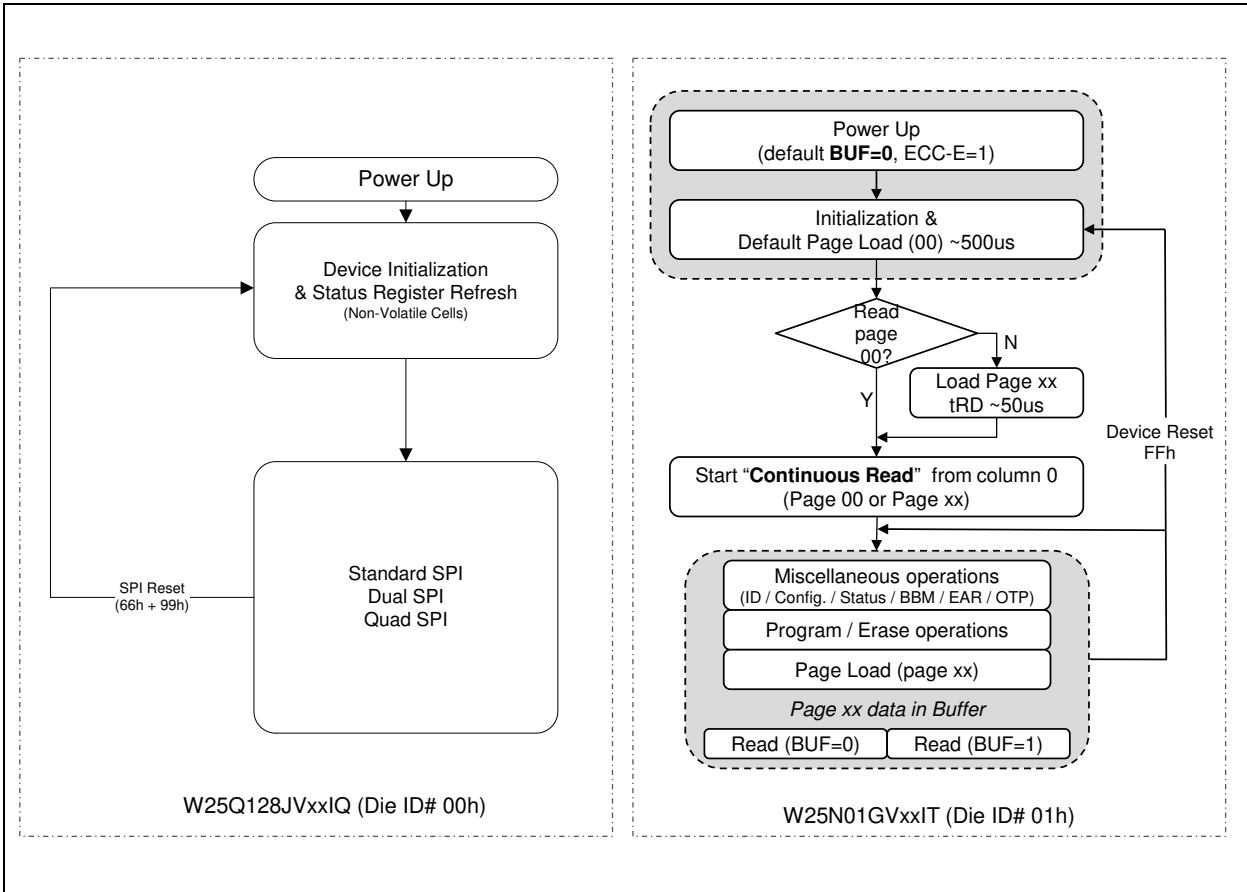 Power Up
Device Initialization
& Status Register Refresh
(Non-Volatile Cells)
SPI Reset
(66h + 99h)
Standard SPI
Dual SPI
Quad SPI
W25Q128JVxxIQ (Die ID# 00h)
Power Up
(default BUF=0, ECC-E=1)
Initialization &
Default Page Load (00) ~500us
Read
page
00?
N
Load Page xx
tRD ~50us
Y
Device Reset
FFh
Start “Continuous Read” from column 0
(Page 00 or Page xx)
Miscellaneous operations
(ID / Config. / Status / BBM / EAR / OTP)
Program / Erase operations
Page Load (page xx)
Page xx data in Buffer
Read (BUF=0)
Read (BUF=1)
W25N01GVxxIT (Die ID# 01h)